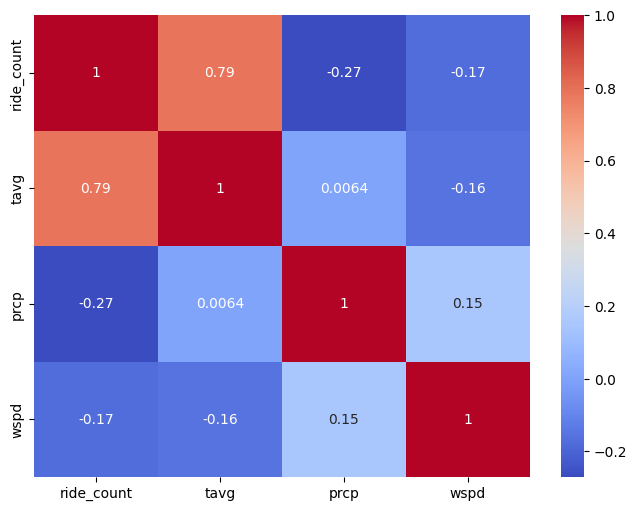 ride_count 1 0.79 -0.27 -0.17
tavg 0.79 1 0.0064 -0.16
prcp -0.27 0.0064 1 0.15
wspd -0.17 -0.16 0.15 1
ride_count tavg prcp wspd
1.0
0.8
0.6
0.4
0.2
0.0
−0.2